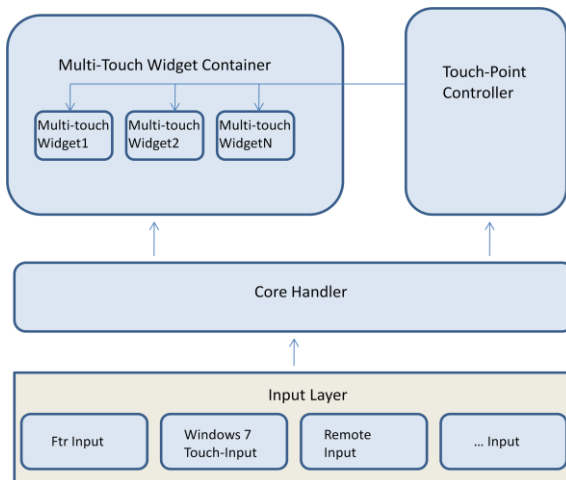 Multi-Touch Widget Container
Multi-touch
Widget1
Multi-touch
Widget2
Multi-touch
WidgetN
Touch-Point
Controller
Core Handler
Input Layer
Ftr Input
Windows 7
Touch-Input
Remote
Input
... Input